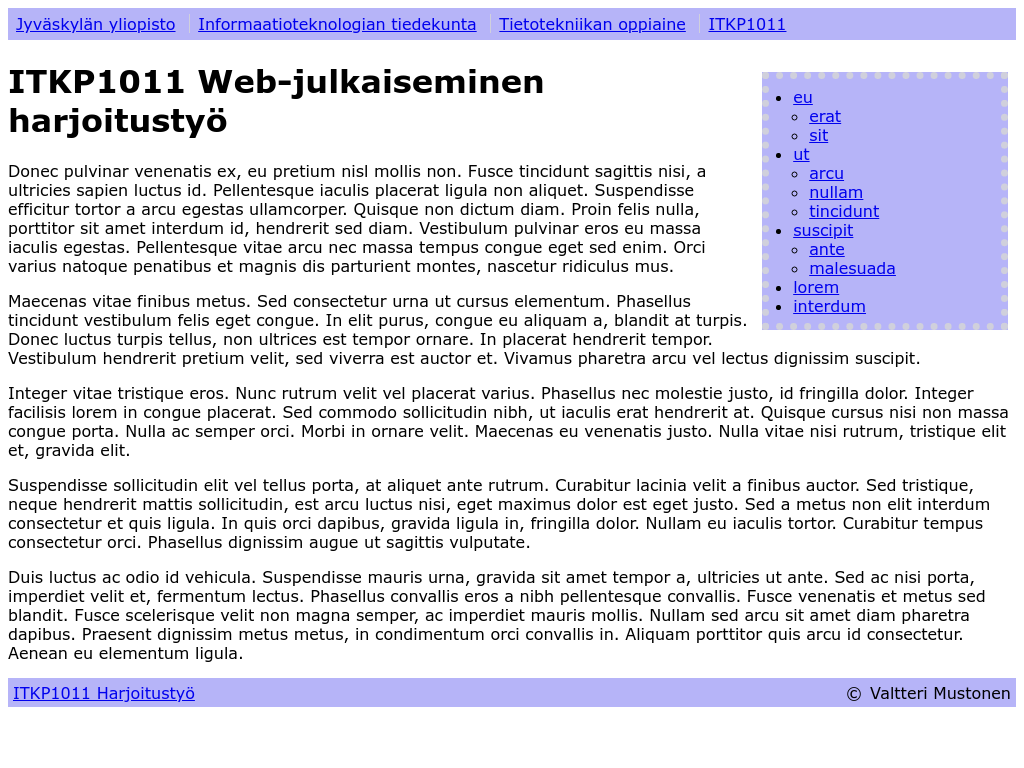 Jyväskylän yliopisto Informaatioteknologian tiedekunta Tietotekniikan oppiaine ITKP1011
ITKP1011 Web-julkaiseminen
harjoitustyö
eu
erat
sit
ut
arcu
nullam
tincidunt
suscipit
ante
malesuada
lorem
interdum
Donec pulvinar venenatis ex, eu pretium nisl mollis non. Fusce tincidunt sagittis nisi, a
ultricies sapien luctus id. Pellentesque iaculis placerat ligula non aliquet. Suspendisse
efficitur tortor a arcu egestas ullamcorper. Quisque non dictum diam. Proin felis nulla,
porttitor sit amet interdum id, hendrerit sed diam. Vestibulum pulvinar eros eu massa
iaculis egestas. Pellentesque vitae arcu nec massa tempus congue eget sed enim. Orci
varius natoque penatibus et magnis dis parturient montes, nascetur ridiculus mus.
Maecenas vitae finibus metus. Sed consectetur urna ut cursus elementum. Phasellus
tincidunt vestibulum felis eget congue. In elit purus, congue eu aliquam a, blandit at turpis.
Donec luctus turpis tellus, non ultrices est tempor ornare. In placerat hendrerit tempor.
Vestibulum hendrerit pretium velit, sed viverra est auctor et. Vivamus pharetra arcu vel lectus dignissim suscipit.
Integer vitae tristique eros. Nunc rutrum velit vel placerat varius. Phasellus nec molestie justo, id fringilla dolor. Integer
facilisis lorem in congue placerat. Sed commodo sollicitudin nibh, ut iaculis erat hendrerit at. Quisque cursus nisi non massa
congue porta. Nulla ac semper orci. Morbi in ornare velit. Maecenas eu venenatis justo. Nulla vitae nisi rutrum, tristique elit
et, gravida elit.
Suspendisse sollicitudin elit vel tellus porta, at aliquet ante rutrum. Curabitur lacinia velit a finibus auctor. Sed tristique,
neque hendrerit mattis sollicitudin, est arcu luctus nisi, eget maximus dolor est eget justo. Sed a metus non elit interdum
consectetur et quis ligula. In quis orci dapibus, gravida ligula in, fringilla dolor. Nullam eu iaculis tortor. Curabitur tempus
consectetur orci. Phasellus dignissim augue ut sagittis vulputate.
Duis luctus ac odio id vehicula. Suspendisse mauris urna, gravida sit amet tempor a, ultricies ut ante. Sed ac nisi porta,
imperdiet velit et, fermentum lectus. Phasellus convallis eros a nibh pellentesque convallis. Fusce venenatis et metus sed
blandit. Fusce scelerisque velit non magna semper, ac imperdiet mauris mollis. Nullam sed arcu sit amet diam pharetra
dapibus. Praesent dignissim metus metus, in condimentum orci convallis in. Aliquam porttitor quis arcu id consectetur.
Aenean eu elementum ligula.
ITKP1011 Harjoitustyö © Valtteri Mustonen